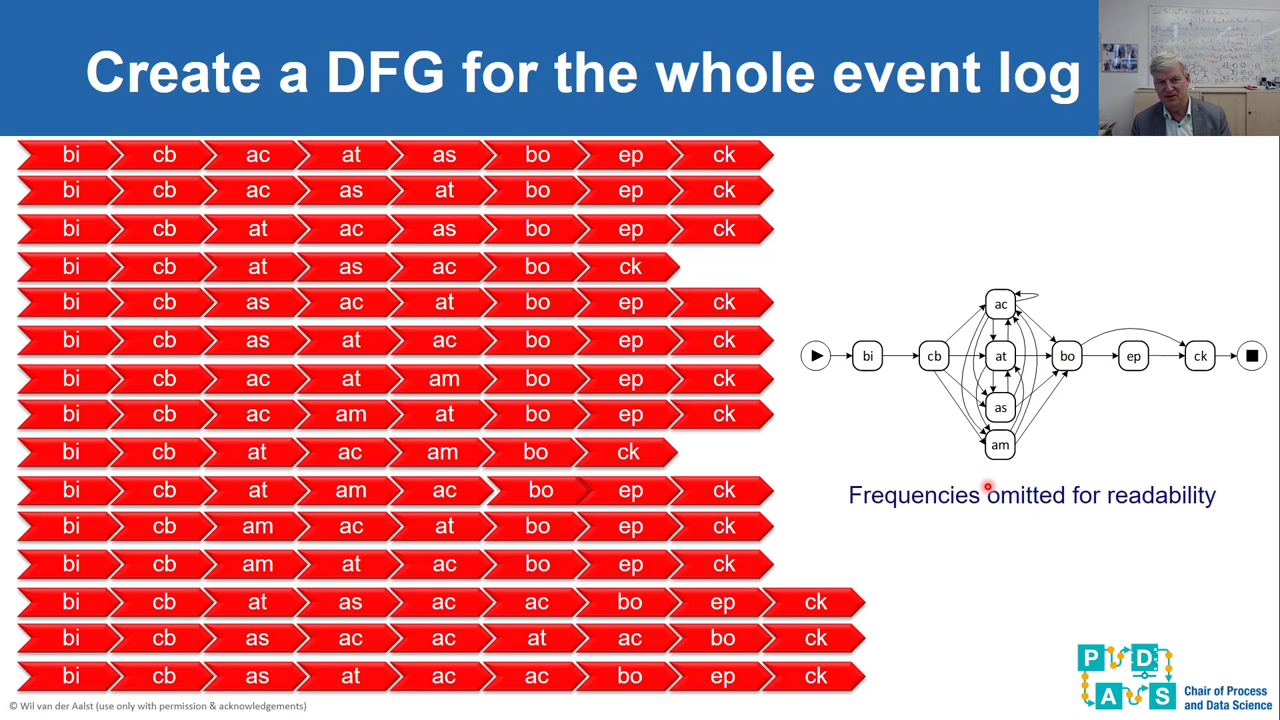 Create a DFG for the whole event log
bi cb ac at as bo ep ck
bi cb ac as at bo ep ck
bi cb at ac as bo ep ck
bi cb at as ac bo ck
bi cb as ac at bo ep ck
bi cb as at ac bo ep ck
bi cb ac at am bo ep ck
bi cb ac am at bo ep ck
bi cb at ac am bo ck
bi cb at am ac bo ep ck
bi cb am ac at bo ep ck
bi cb am at ac bo ep ck
bi cb at as ac ac bo ep ck
bi cb as ac ac at ac bo ck
bi cb as at ac ac bo ep ck
ac
bi cb at bo ep ck
as
am
Frequencies omitted for readability
P D
A S
Chair of Process
and Data Science
© Wil van der Aalst (use only with permission & acknowledgements)